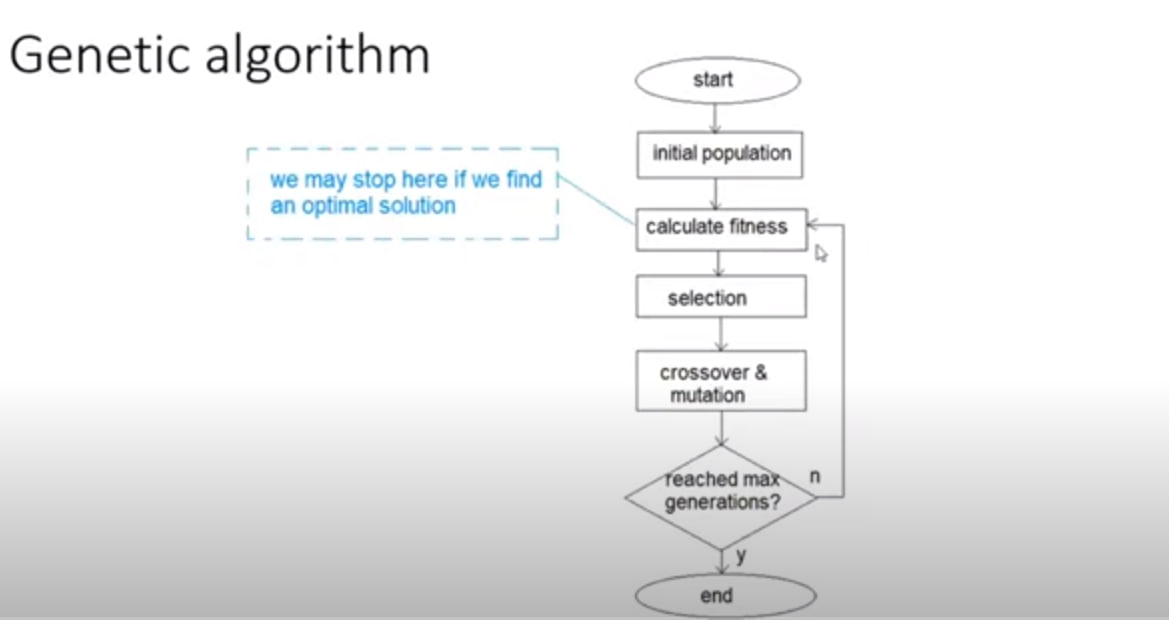 Genetic algorithm
start
initial population
we may stop here if we find
an optimal solution
calculate fitness
selection
crossover &
mutation
reached max
generations?
n
y
end